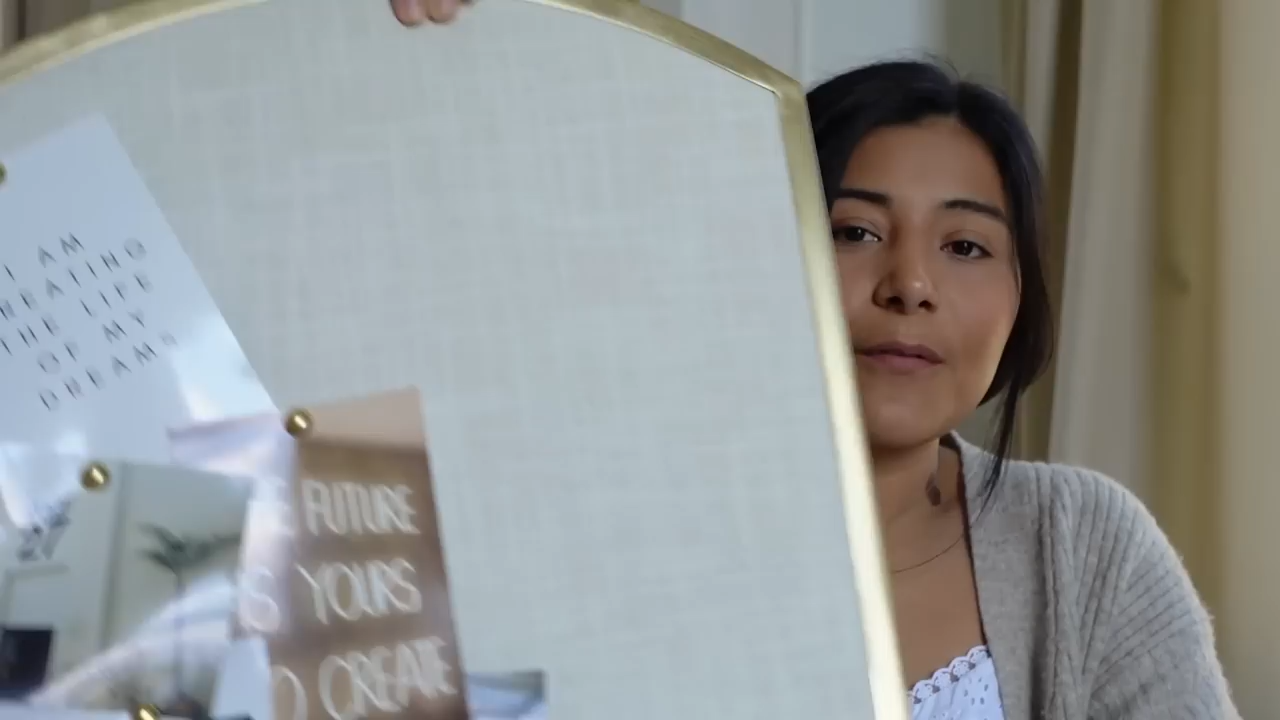 I AM
REATING
THE LIFE
OF MY
DREAMS
FUTURE
S YOURS
O CREATE